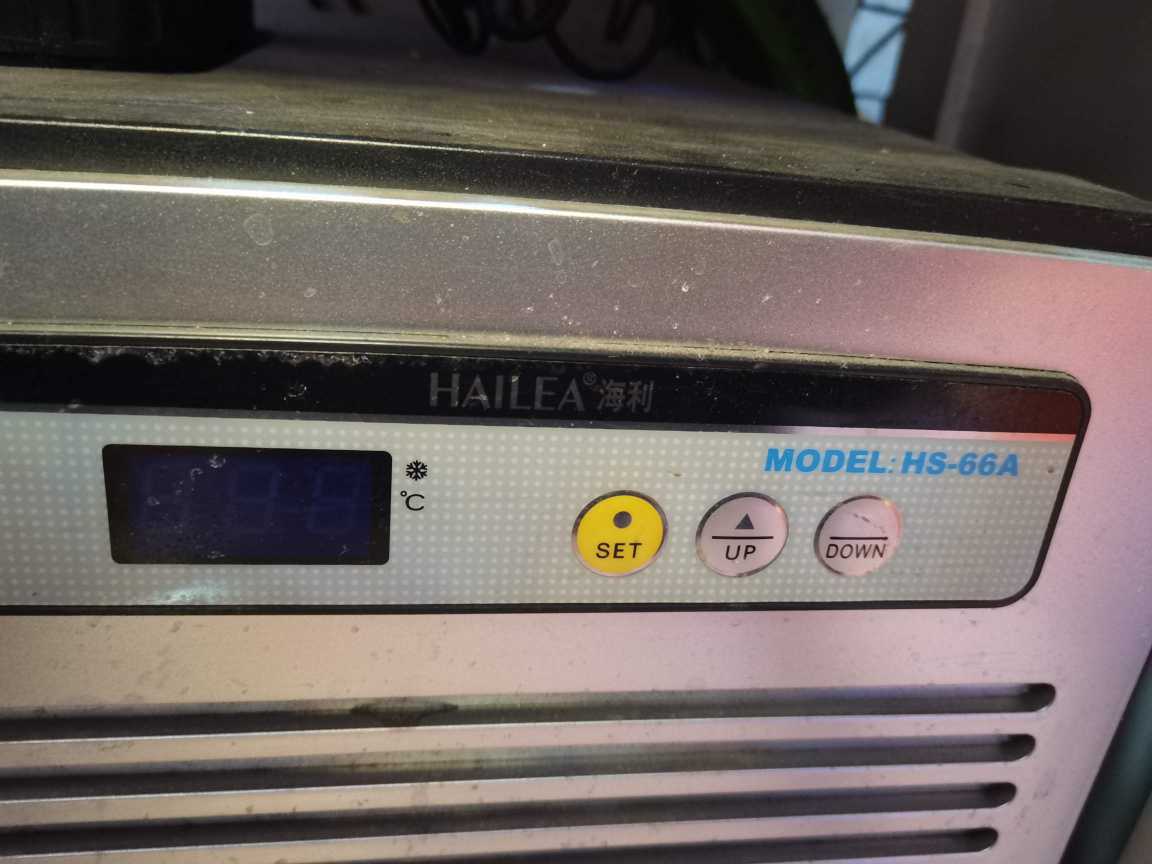 HAILEA® 海利
MODEL: HS-66A
℃
SET
UP
DOWN